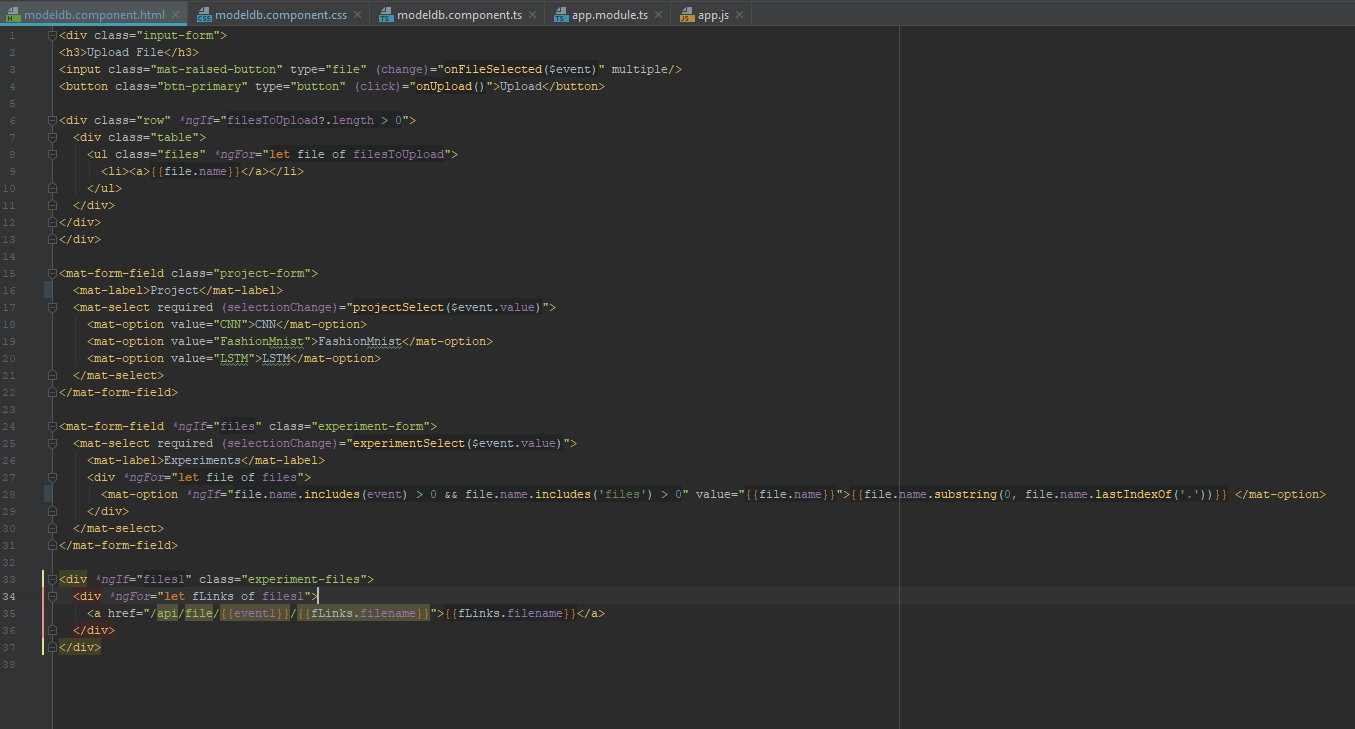 modeldb.component.html modeldb.component.css modeldb.component.ts app.module.ts app.js
1 <div class="input-form">
2 <h3>Upload File</h3>
3 <input class="mat-raised-button" type="file" (change)="onFileSelected($event)" multiple/>
4 <button class="btn-primary" type="button" (click)="onUpload()">Upload</button>
5
6 <div class="row" *ngIf="filesToUpload?.length > 0">
7   <div class="table">
8     <ul class="files" *ngFor="let file of filesToUpload">
9       <li><a>{{file.name}}</a></li>
10     </ul>
11   </div>
12 </div>
13 </div>
14
15 <mat-form-field class="project-form">
16   <mat-label>Project</mat-label>
17   <mat-select required (selectionChange)="projectSelect($event.value)">
18     <mat-option value="CNN">CNN</mat-option>
19     <mat-option value="FashionMnist">FashionMnist</mat-option>
20     <mat-option value="LSTM">LSTM</mat-option>
21   </mat-select>
22 </mat-form-field>
23
24 <mat-form-field *ngIf="files" class="experiment-form">
25   <mat-select required (selectionChange)="experimentSelect($event.value)">
26     <mat-label>Experiments</mat-label>
27     <div *ngFor="let file of files">
28       <mat-option *ngIf="file.name.includes(event) > 0 && file.name.includes('files') > 0" value="{{file.name}}">{{file.name.substring(0, file.name.lastIndexOf('.'))}} </mat-option>
29     </div>
30   </mat-select>
31 </mat-form-field>
32
33 <div *ngIf="files1" class="experiment-files">
34   <div *ngFor="let fLinks of files1">
35     <a href="/api/file/{{event1}}/{{fLinks.filename}}">{{fLinks.filename}}</a>
36   </div>
37 </div>
38